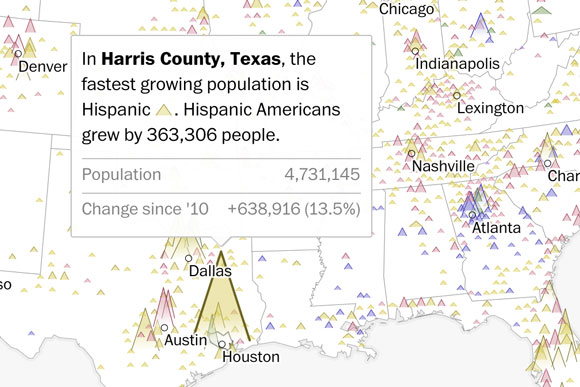 Chicago
Denver
Indianapolis
Lexington
Nashville
Char
Atlanta
In Harris County, Texas, the
fastest growing population is
Hispanic . Hispanic Americans
grew by 363,306 people.
Population 4,731,145
Change since '10 +638,916 (13.5%)
Dallas
so
Austin
Houston